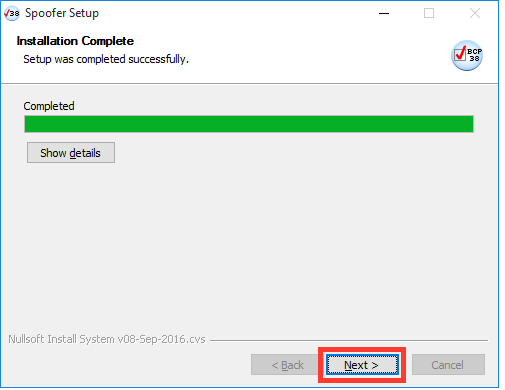 38 Spoofer Setup
Installation Complete
Setup was completed successfully.
BCP
38
Completed
Show details
Nullsoft Install System v08-Sep-2016.cvs
< Back Next > Cancel